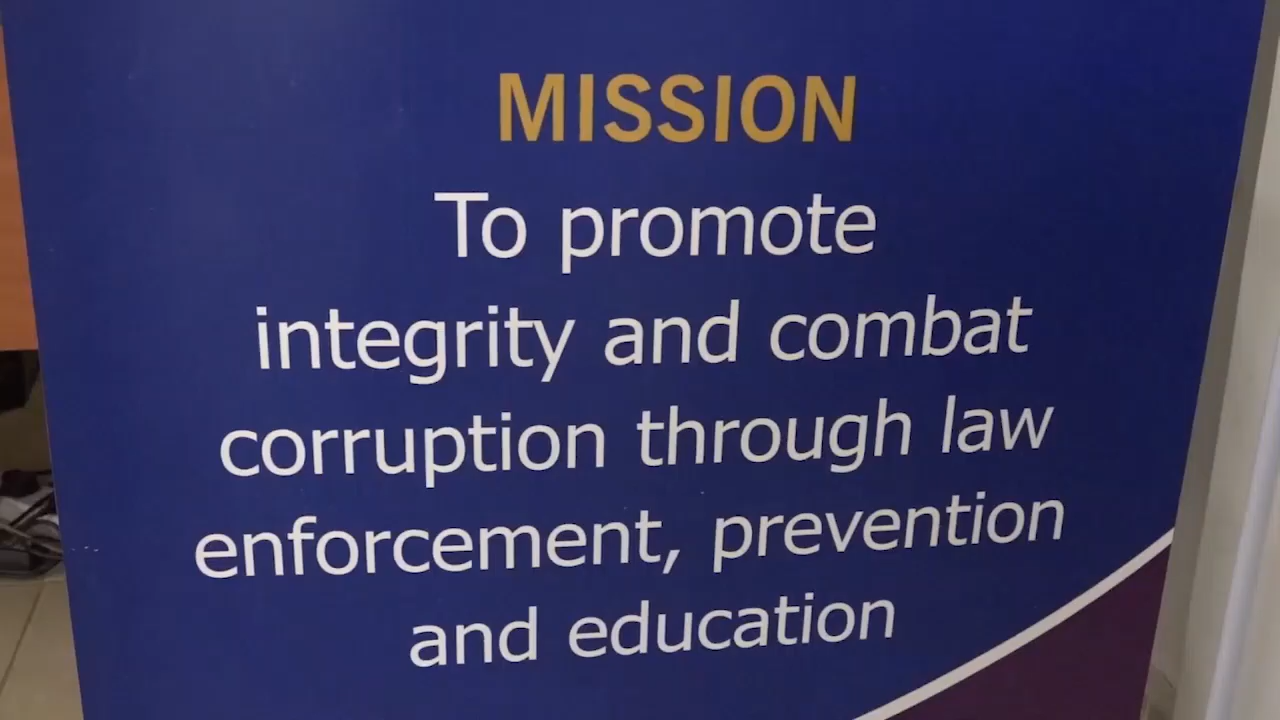 MISSION
To promote
integrity and combat
corruption through law
enforcement, prevention
and education